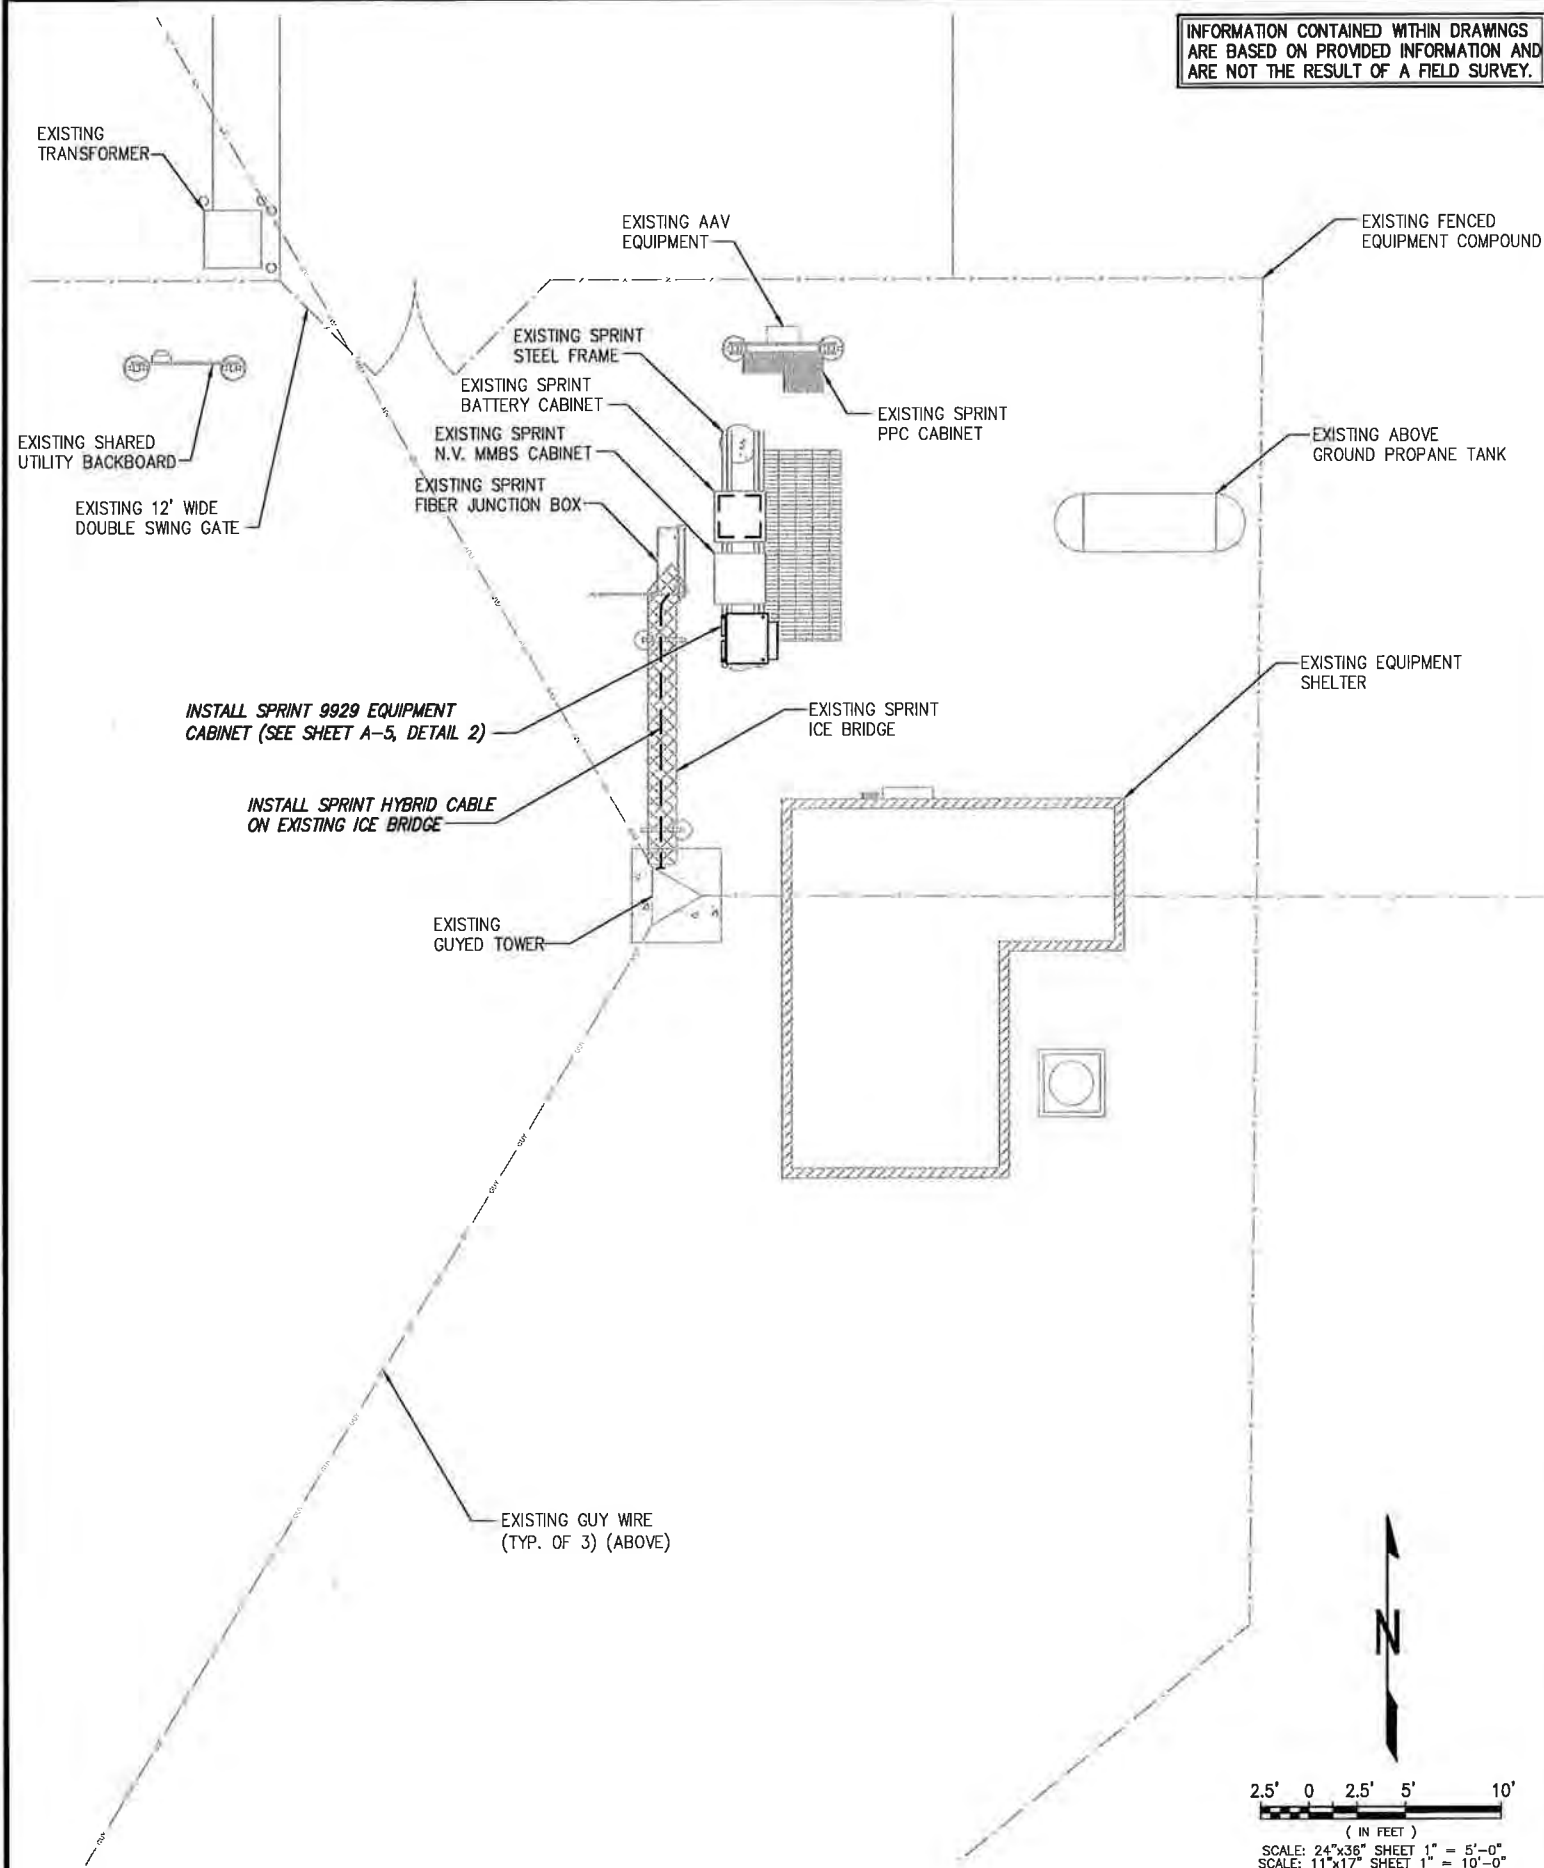 INFORMATION CONTAINED WITHIN DRAWINGS
ARE BASED ON PROVIDED INFORMATION AND
ARE NOT THE RESULT OF A FIELD SURVEY.
EXISTING
TRANSFORMER
EXISTING AAV
EQUIPMENT
EXISTING FENCED
EQUIPMENT COMPOUND
EXISTING SPRINT
STEEL FRAME
EXISTING SPRINT
BATTERY CABINET
EXISTING SPRINT
PPC CABINET
EXISTING SHARED
UTILITY BACKBOARD
EXISTING SPRINT
N.V. MMBS CABINET
EXISTING ABOVE
GROUND PROPANE TANK
EXISTING SPRINT
FIBER JUNCTION BOX
EXISTING 12' WIDE
DOUBLE SWING GATE
EXISTING EQUIPMENT
SHELTER
INSTALL SPRINT 9929 EQUIPMENT
CABINET (SEE SHEET A-5, DETAIL 2)
EXISTING SPRINT
ICE BRIDGE
INSTALL SPRINT HYBRID CABLE
ON EXISTING ICE BRIDGE
EXISTING
GUYED TOWER
GUY
GUY
GUY
EXISTING GUY WIRE
(TYP. OF 3) (ABOVE)
GUY
N
2.5' 0 2.5' 5' 10'
( IN FEET )
SCALE: 24"x36" SHEET 1" = 5'-0"
SCALE: 11"x17" SHEET 1" = 10'-0"